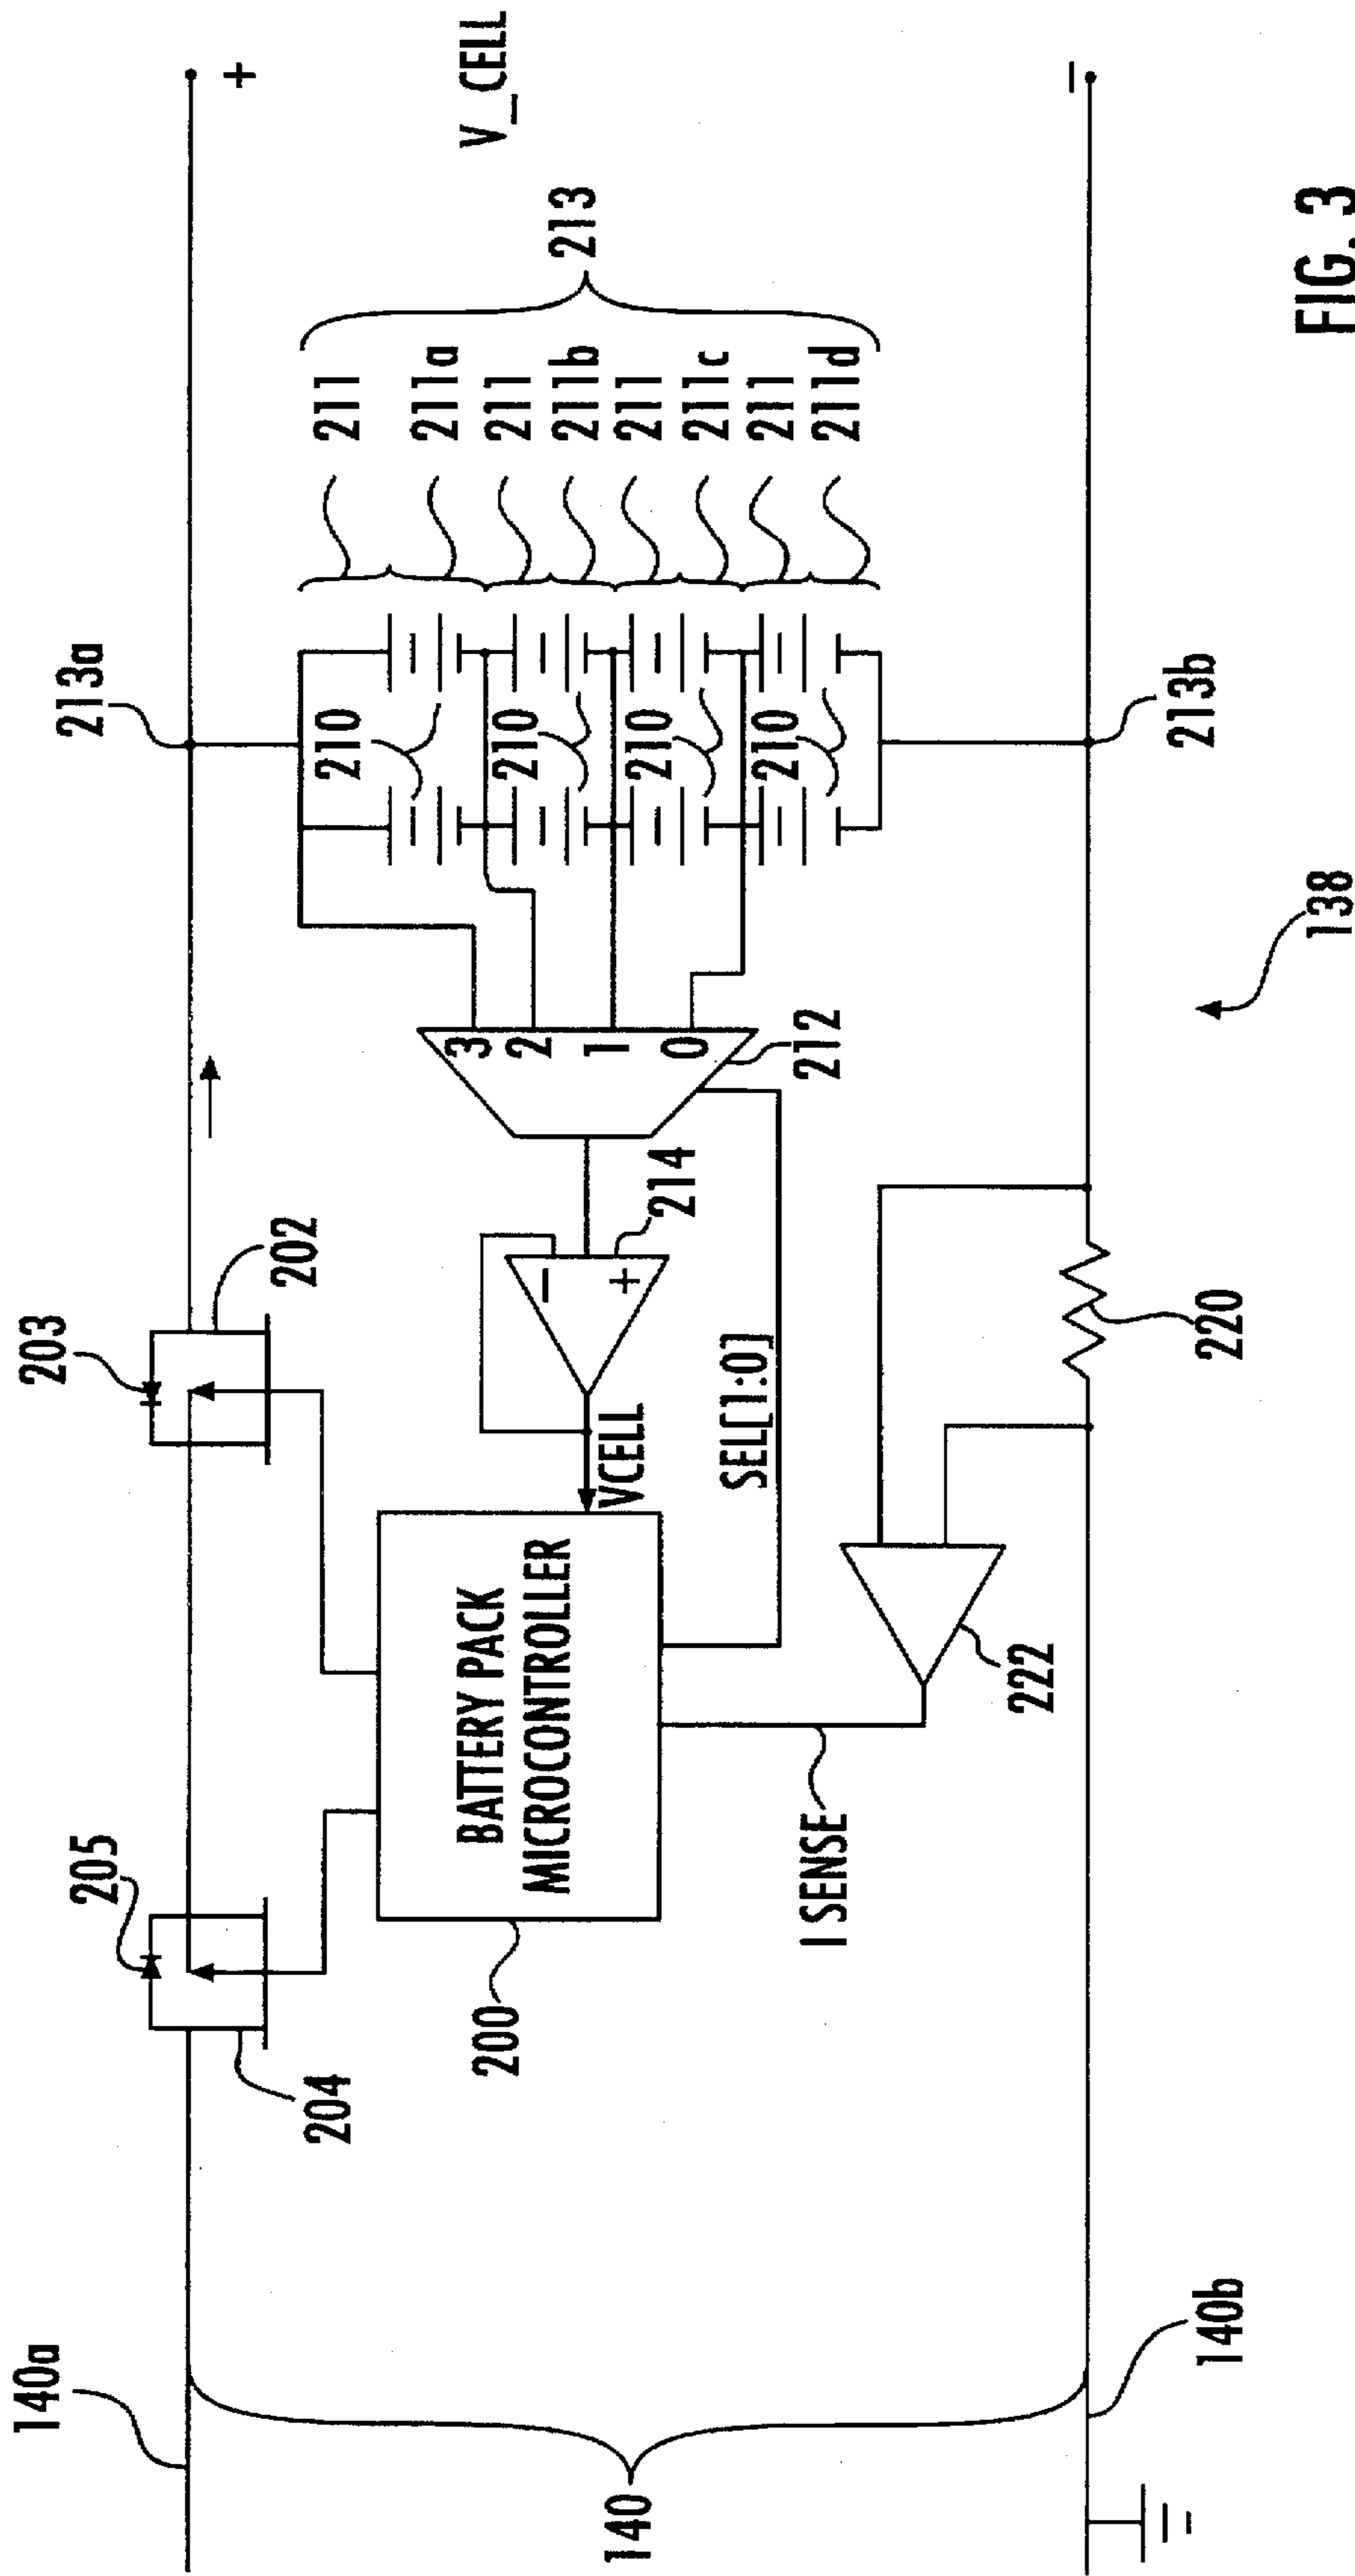 140a
205
203
213a
+
204
202
140
200
BATTERY PACK
MICROCONTROLLER
VCELL
−
+
214
SEL[1:0]
I SENSE
222
3
2
1
0
212
210
210
210
210
211
211a
211
211b
211
211c
211
211d
213
V_CELL
140b
220
213b
−
138
FIG. 3